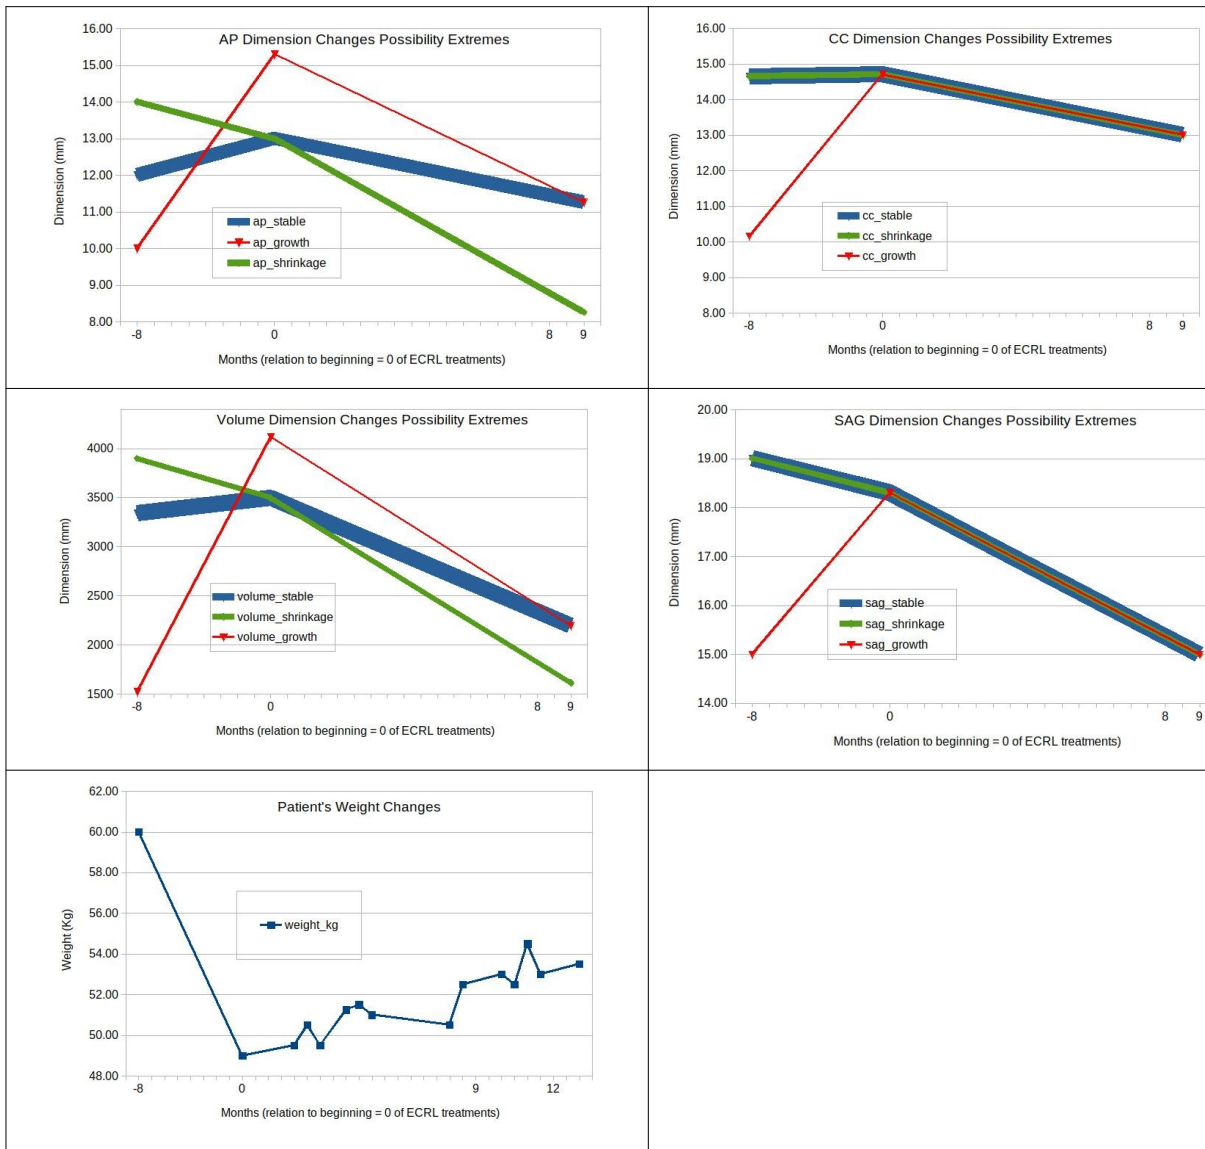 AP Dimension Changes Possibility Extremes
16.00
15.00
14.00
13.00
12.00
11.00
10.00
9.00
8.00
Dimension (mm)
ap_stable
ap_growth
ap_shrinkage
-8 0 8 9
Months (relation to beginning = 0 of ECRL treatments)
CC Dimension Changes Possibility Extremes
16.00
15.00
14.00
13.00
12.00
11.00
10.00
9.00
8.00
Dimension (mm)
cc_stable
cc_shrinkage
cc_growth
-8 0 8 9
Months (relation to beginning = 0 of ECRL treatments)
Volume Dimension Changes Possibility Extremes
4000
3500
3000
2500
2000
1500
Dimension (mm)
volume_stable
volume_shrinkage
volume_growth
-8 0 8 9
Months (relation to beginning = 0 of ECRL treatments)
SAG Dimension Changes Possibility Extremes
20.00
19.00
18.00
17.00
16.00
15.00
14.00
Dimension (mm)
sag_stable
sag_shrinkage
sag_growth
-8 0 8 9
Months (relation to beginning = 0 of ECRL treatments)
Patient's Weight Changes
62.00
60.00
58.00
56.00
54.00
52.00
50.00
48.00
Weight (Kg)
weight_kg
-8 0 9 12
Months (relation to beginning = 0 of ECRL treatments)